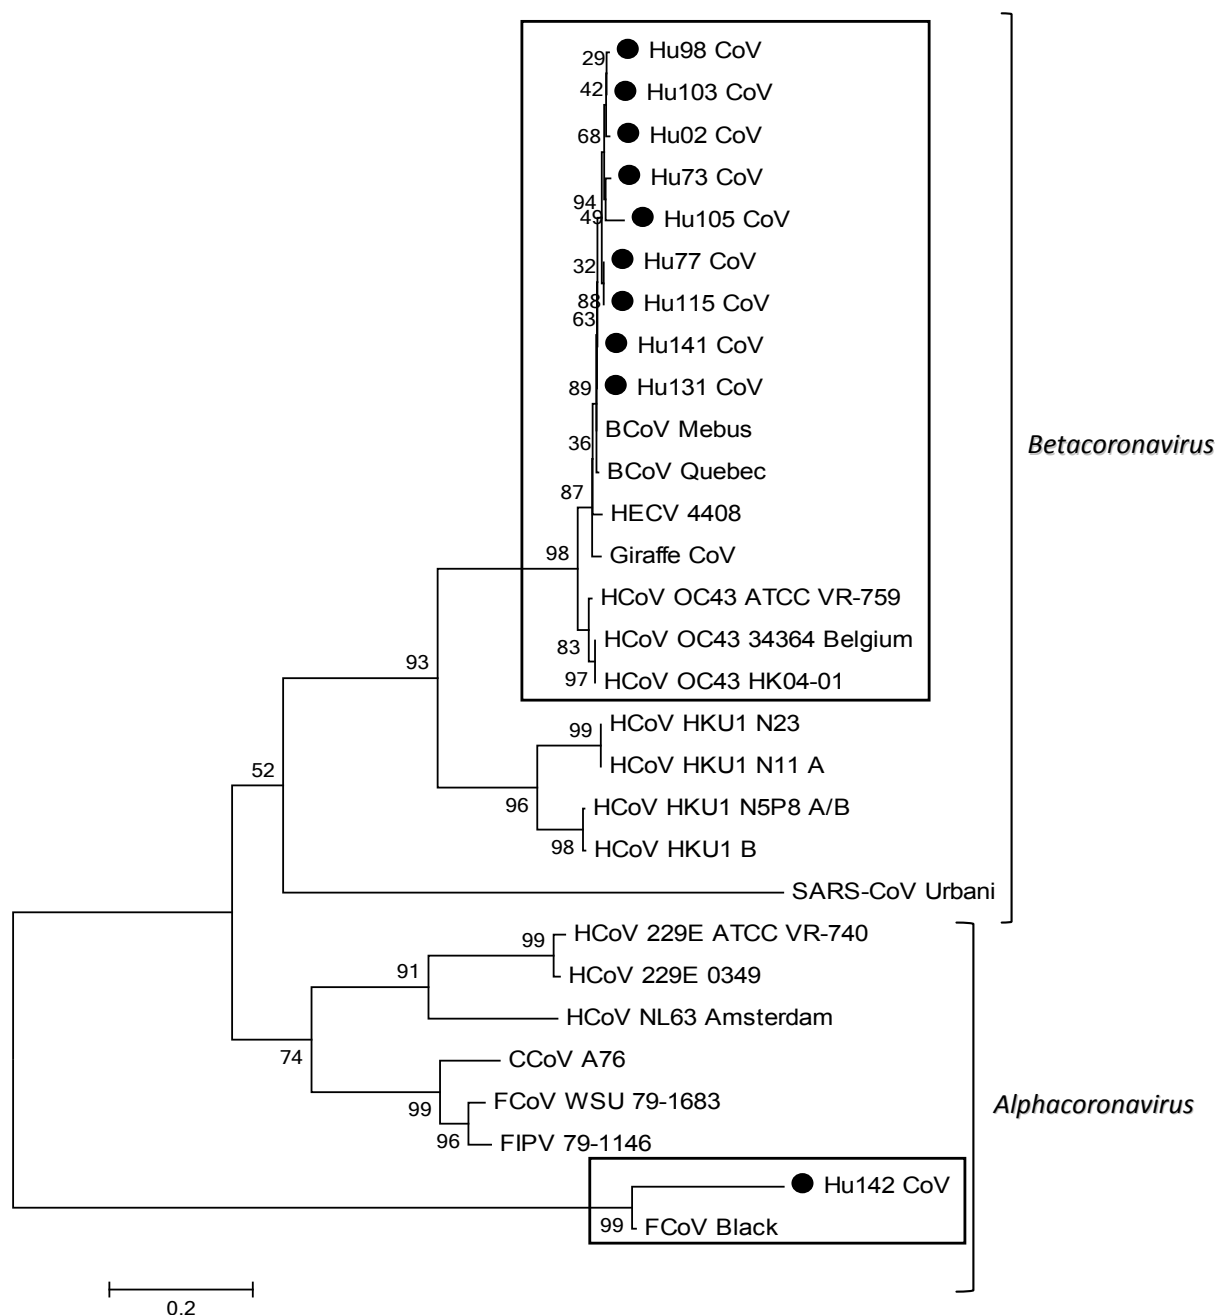 29
Hu98 CoV
42
Hu103 CoV
68
Hu02 CoV
Hu73 CoV
94
49
Hu105 CoV
32
Hu77 CoV
88
Hu115 CoV
63
Hu141 CoV
89
Hu131 CoV
BCoV Mebus
36
BCoV Quebec
Betacoronavirus
87
HECV 4408
98
Giraffe CoV
HCoV OC43 ATCC VR-759
83
HCoV OC43 34364 Belgium
93
97
HCoV OC43 HK04-01
99
HCoV HKU1 N23
HCoV HKU1 N11 A
52
96
HCoV HKU1 N5P8 A/B
98
HCoV HKU1 B
SARS-CoV Urbani
99
HCoV 229E ATCC VR-740
91
HCoV 229E 0349
HCoV NL63 Amsterdam
74
CCoV A76
99
FCoV WSU 79-1683
Alphacoronavirus
96
FIPV 79-1146
Hu142 CoV
99
FCoV Black
0.2